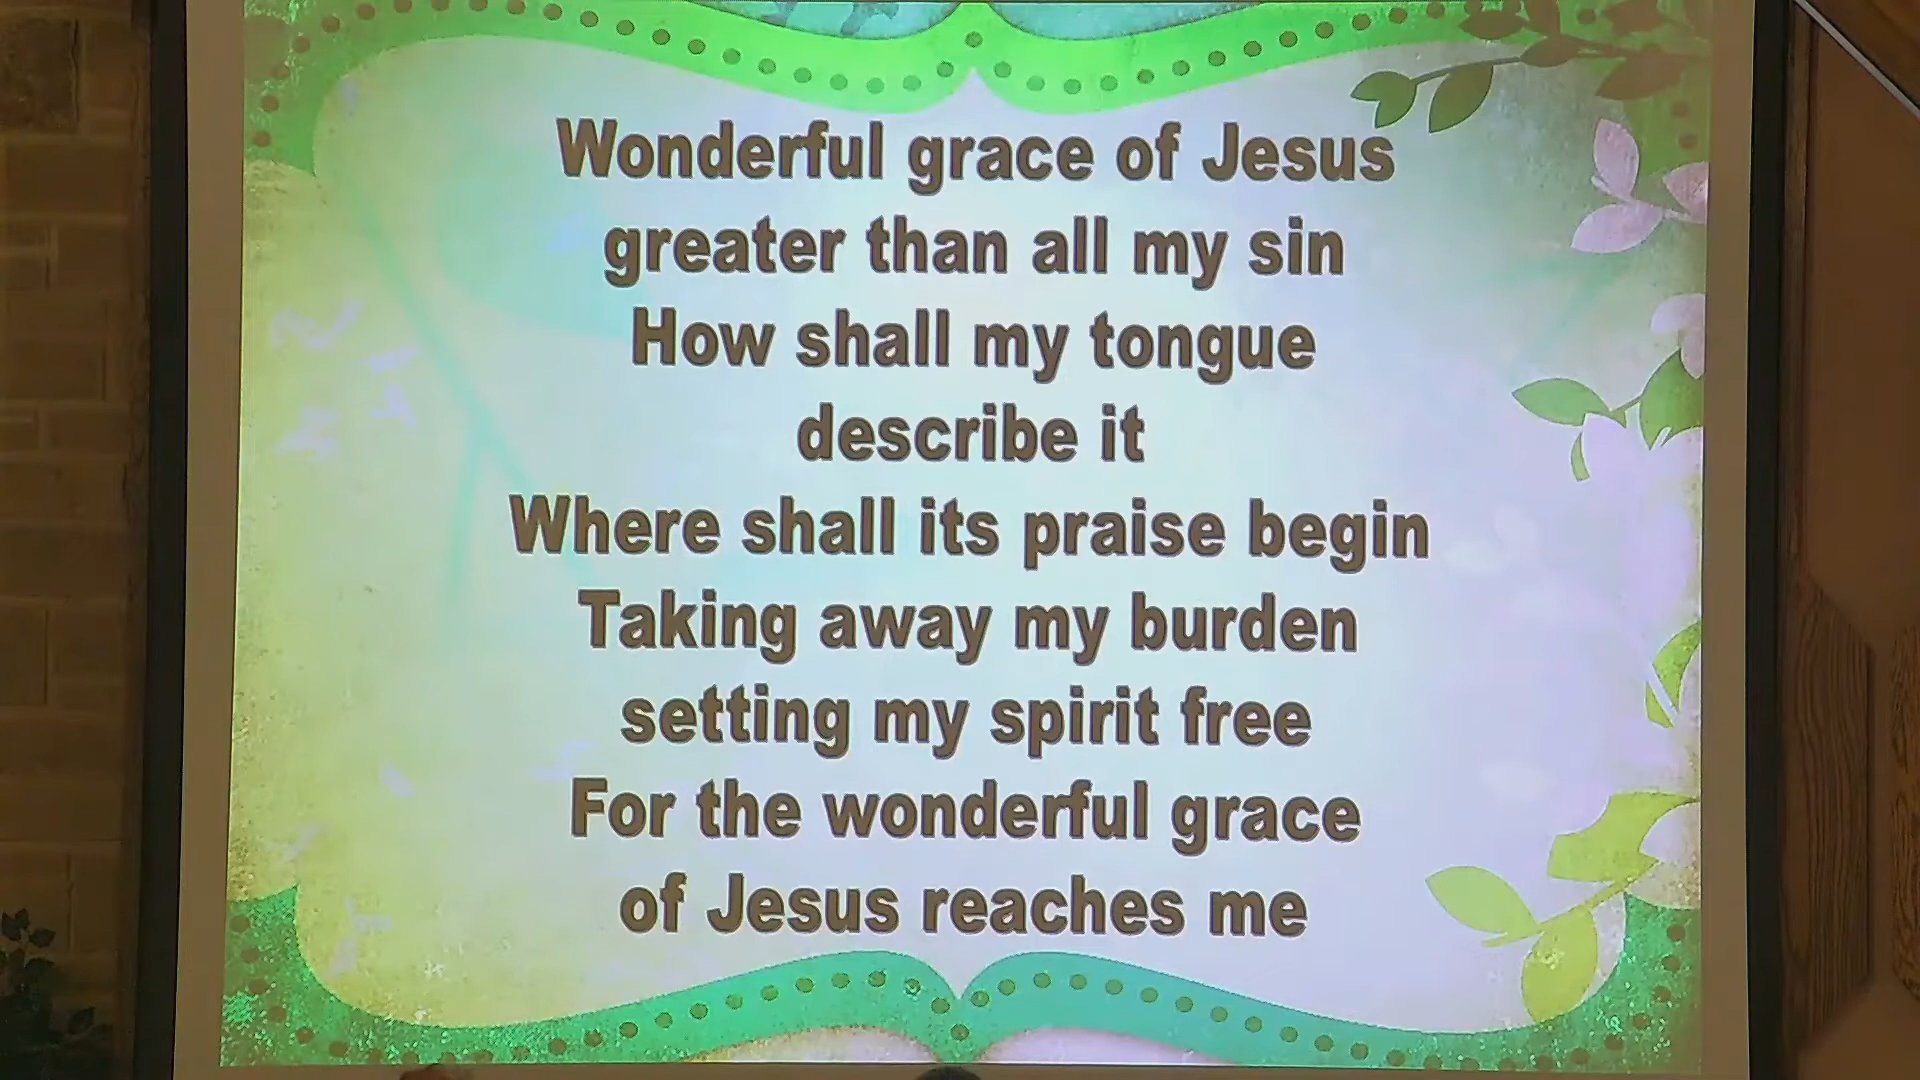 Wonderful grace of Jesus
greater than all my sin
How shall my tongue
describe it
Where shall its praise begin
Taking away my burden
setting my spirit free
For the wonderful grace
of Jesus reaches me